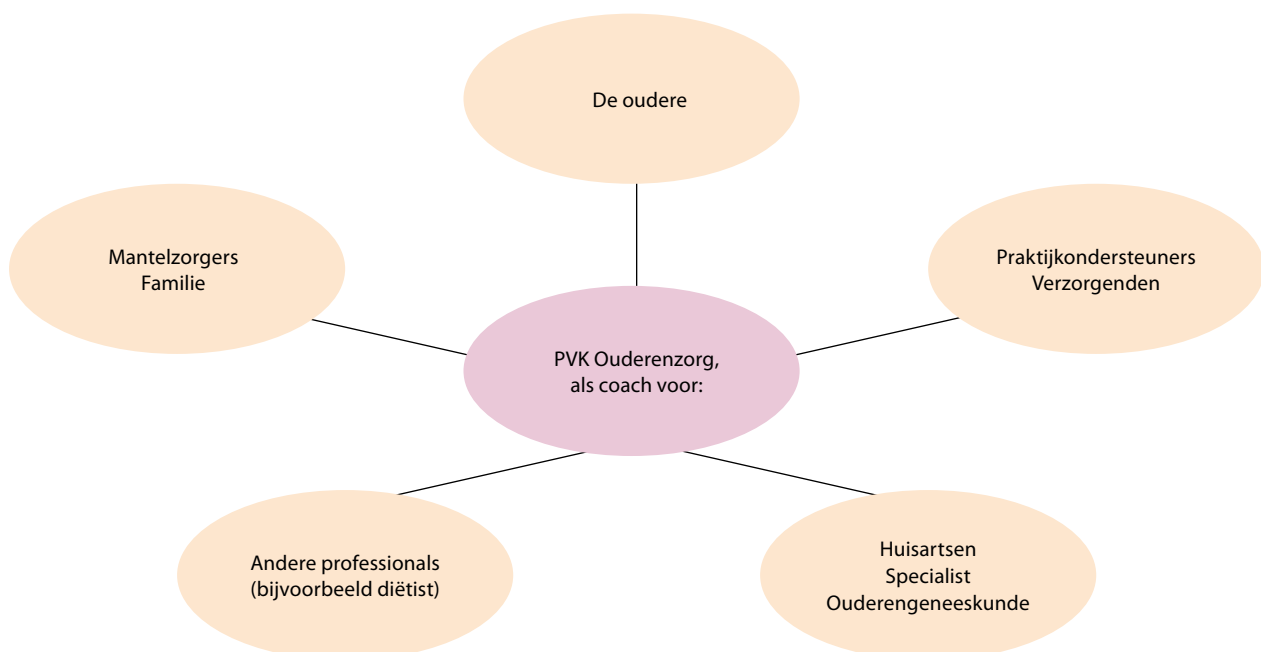 De oudere
Mantelzorgers
Familie
Praktijkondersteuners
Verzorgenden
PVK Ouderenzorg,
als coach voor:
Andere professionals
(bijvoorbeeld diëtist)
Huisartsen
Specialist
Ouderengeneeskunde